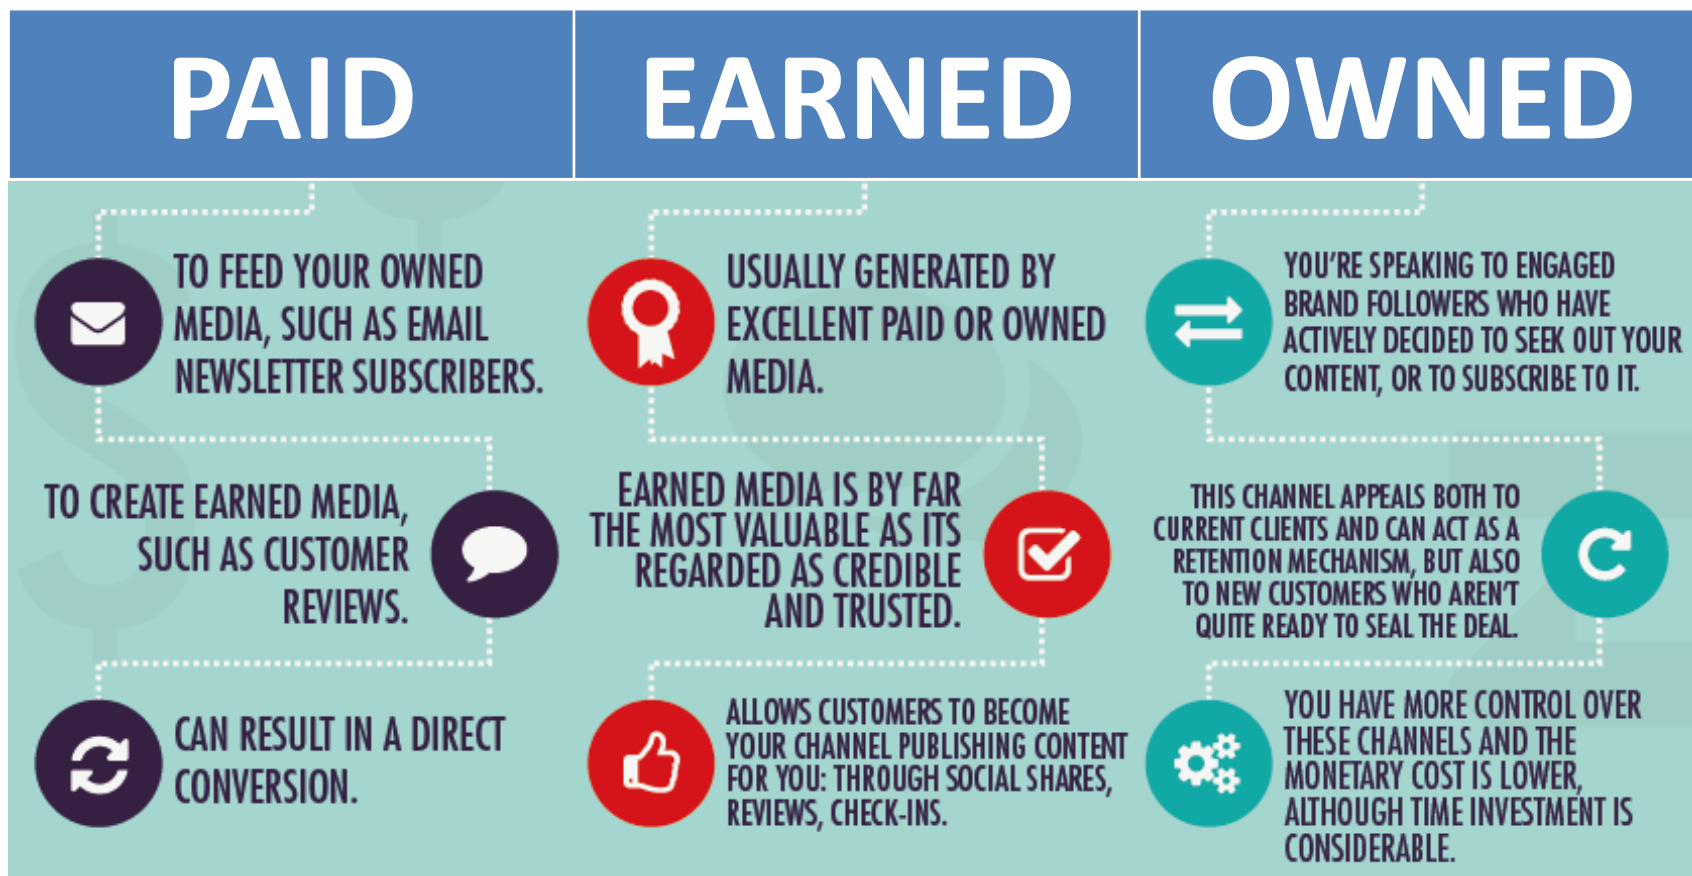 PAID
EARNED
OWNED
TO FEED YOUR OWNED
MEDIA, SUCH AS EMAIL
NEWSLETTER SUBSCRIBERS.
TO CREATE EARNED MEDIA,
SUCH AS CUSTOMER
REVIEWS.
CAN RESULT IN A DIRECT
CONVERSION.
USUALLY GENERATED BY
EXCELLENT PAID OR OWNED
MEDIA.
EARNED MEDIA IS BY FAR
THE MOST VALUABLE AS ITS
REGARDED AS CREDIBLE
AND TRUSTED.
ALLOWS CUSTOMERS TO BECOME
YOUR CHANNEL PUBLISHING CONTENT
FOR YOU: THROUGH SOCIAL SHARES,
REVIEWS, CHECK-INS.
YOU'RE SPEAKING TO ENGAGED
BRAND FOLLOWERS WHO HAVE
ACTIVELY DECIDED TO SEEK OUT YOUR
CONTENT, OR TO SUBSCRIBE TO IT.
THIS CHANNEL APPEALS BOTH TO
CURRENT CLIENTS AND CAN ACT AS A
RETENTION MECHANISM, BUT ALSO
TO NEW CUSTOMERS WHO AREN'T
QUITE READY TO SEAL THE DEAL.
YOU HAVE MORE CONTROL OVER
THESE CHANNELS AND THE
MONETARY COST IS LOWER,
ALTHOUGH TIME INVESTMENT IS
CONSIDERABLE.